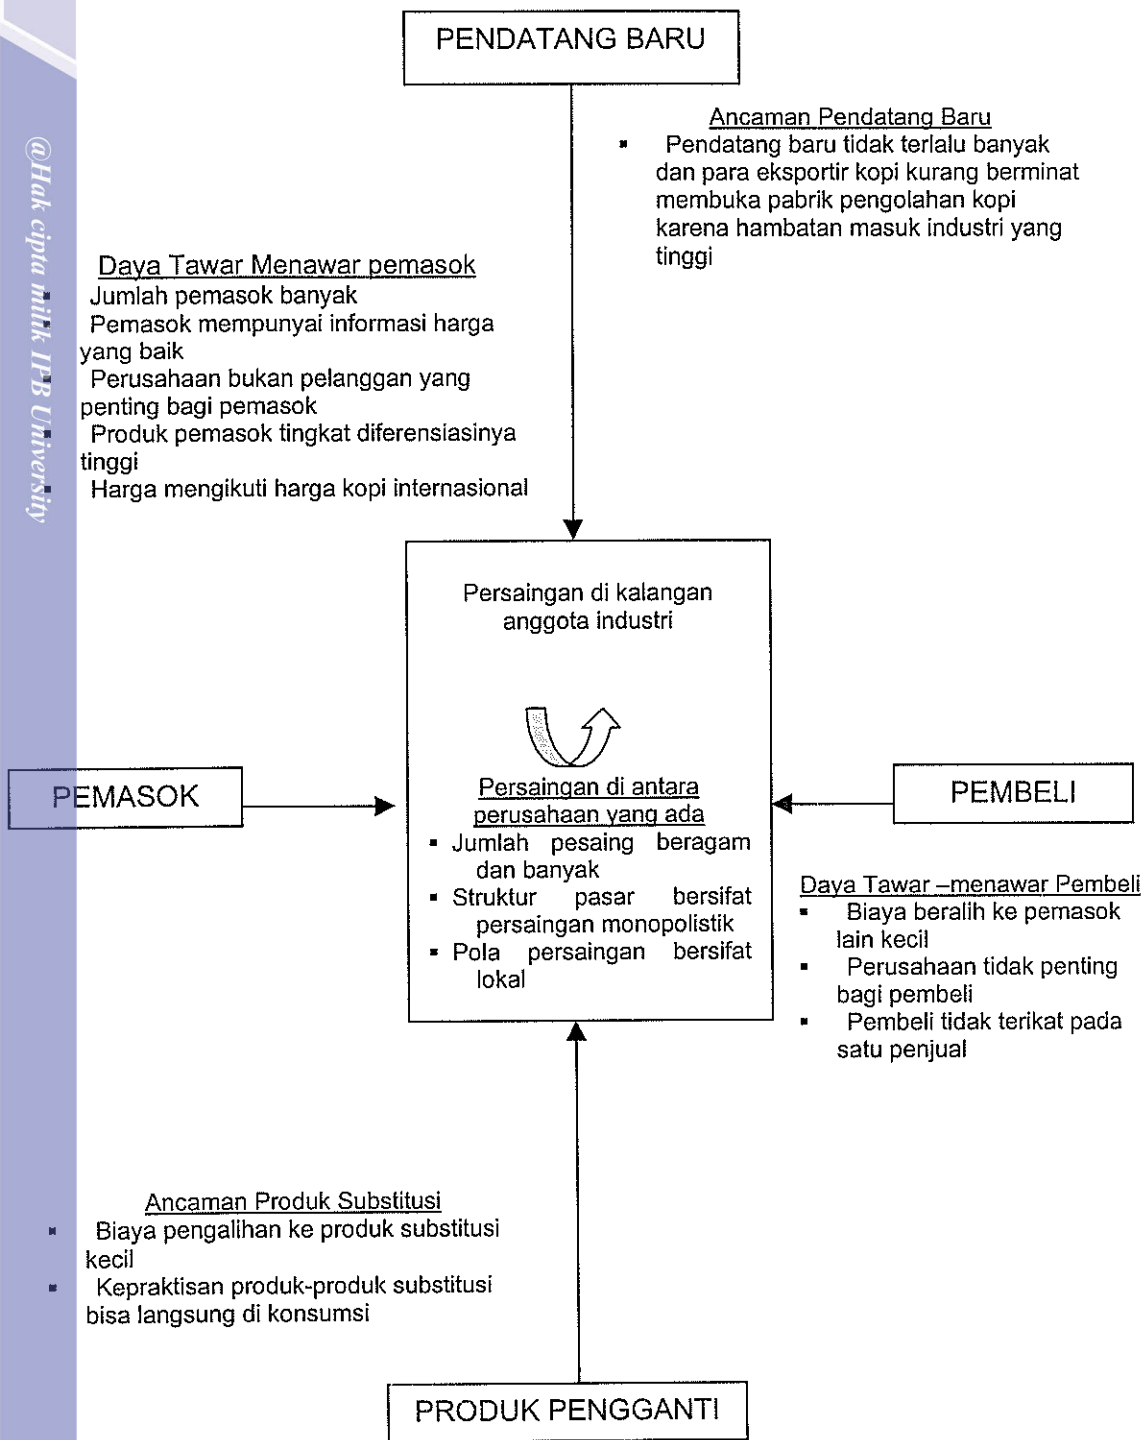 PENDATANG BARU
Ancaman Pendatang Baru
▪ Pendatang baru tidak terlalu banyak
dan para eksportir kopi kurang berminat
membuka pabrik pengolahan kopi
karena hambatan masuk industri yang
tinggi
@Hak cipta milik IPB University
Daya Tawar Menawar pemasok
▪ Jumlah pemasok banyak
▪ Pemasok mempunyai informasi harga
yang baik
▪ Perusahaan bukan pelanggan yang
penting bagi pemasok
▪ Produk pemasok tingkat diferensiasinya
tinggi
▪ Harga mengikuti harga kopi internasional
Persaingan di kalangan
anggota industri
PEMASOK
Persaingan di antara
perusahaan yang ada
▪ Jumlah pesaing beragam
dan banyak
▪ Struktur pasar bersifat
persaingan monopolistik
▪ Pola persaingan bersifat
lokal
PEMBELI
Daya Tawar –menawar Pembeli
▪ Biaya beralih ke pemasok
lain kecil
▪ Perusahaan tidak penting
bagi pembeli
▪ Pembeli tidak terikat pada
satu penjual
Ancaman Produk Substitusi
▪ Biaya pengalihan ke produk substitusi
kecil
▪ Kepraktisan produk-produk substitusi
bisa langsung di konsumsi
PRODUK PENGGANTI